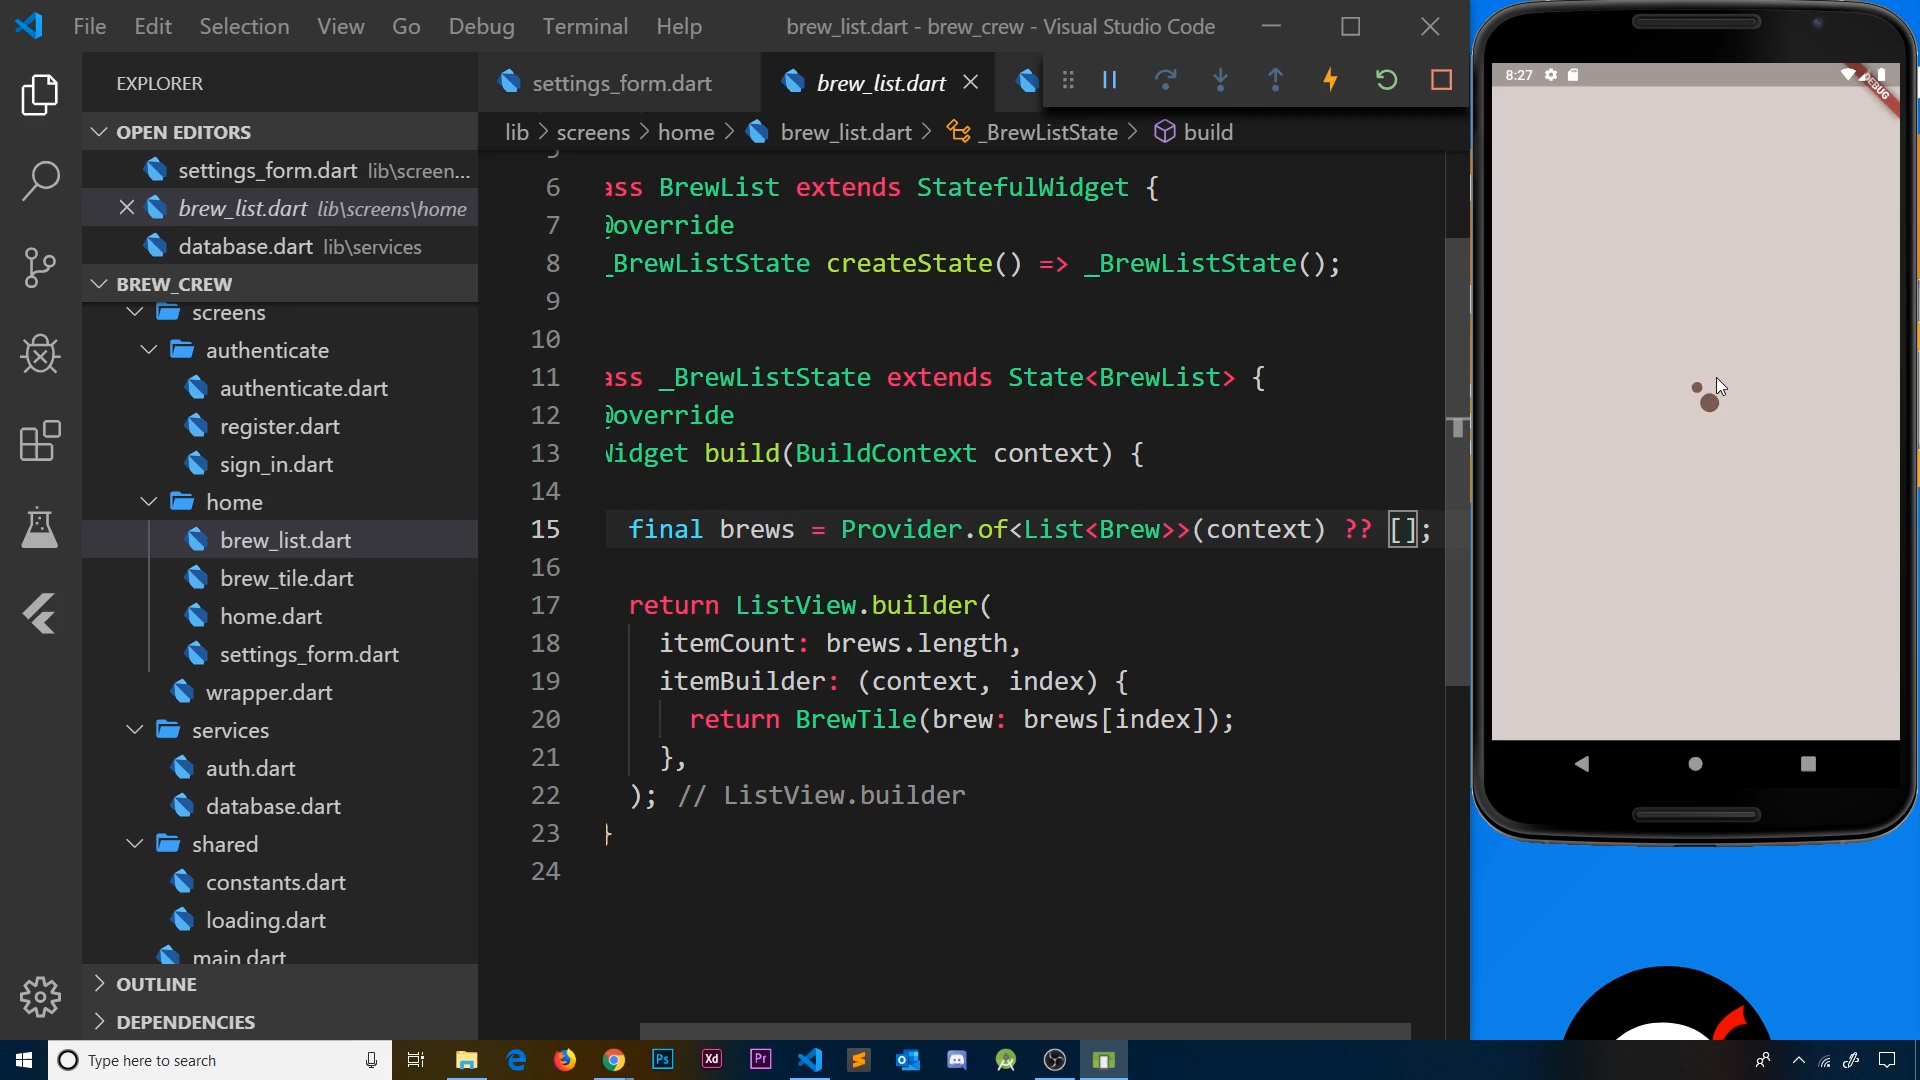 File Edit Selection View Go Debug Terminal Help
brew_list.dart - brew_crew - Visual Studio Code
EXPLORER
OPEN EDITORS
settings_form.dart lib\screen...
brew_list.dart lib\screens\home
database.dart lib\services
BREW_CREW
screens
authenticate
authenticate.dart
register.dart
sign_in.dart
home
brew_list.dart
brew_tile.dart
home.dart
settings_form.dart
wrapper.dart
services
auth.dart
database.dart
shared
constants.dart
loading.dart
main.dart
OUTLINE
DEPENDENCIES
settings_form.dart
brew_list.dart
lib > screens > home > brew_list.dart > _BrewListState > build
6 ass BrewList extends StatefulWidget {
7 @override
8 _BrewListState createState() => _BrewListState();
9
10
11 ass _BrewListState extends State<BrewList> {
12 @override
13 Widget build(BuildContext context) {
14
15 final brews = Provider.of<List<Brew>>(context) ?? [];
16
17 return ListView.builder(
18 itemCount: brews.length,
19 itemBuilder: (context, index) {
20 return BrewTile(brew: brews[index]);
21 },
22 ); // ListView.builder
23 }
24
8:27
DEBUG
Type here to search
Ps
Xd
Pr